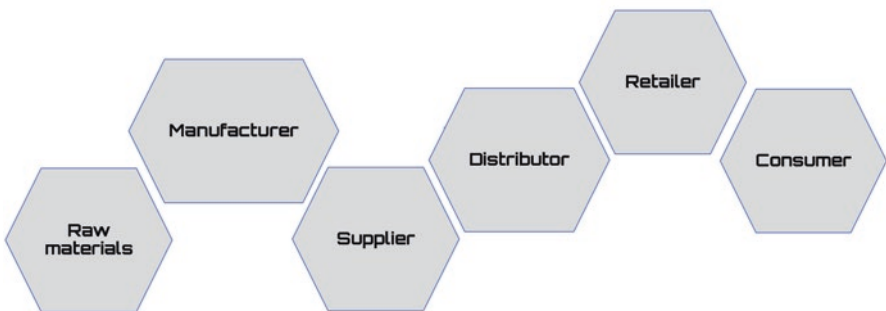 Raw
materials
Manufacturer
Supplier
Distributor
Retailer
Consumer